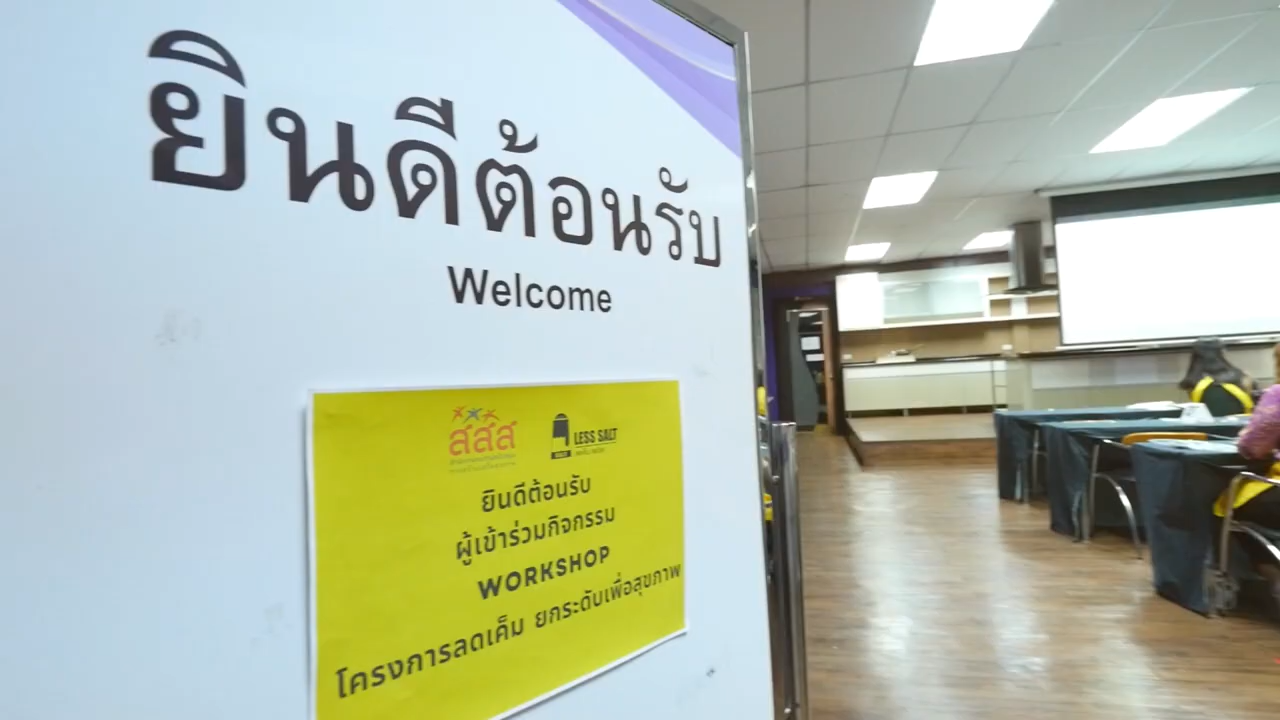 ยินดีต้อนรับ
Welcome
สสส
LESS SALT
ยินดีต้อนรับ
ผู้เข้าร่วมกิจกรรม
WORKSHOP
โครงการลดเค็ม ยกระดับเพื่อสุขภาพ